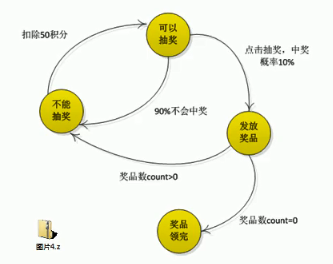 扣除50积分
可以
抽奖
点击抽奖，中奖
概率10%
不能
抽奖
90%不会中奖
发放
奖品
奖品数count>0
奖品
领完
奖品数count=0
图片4.z